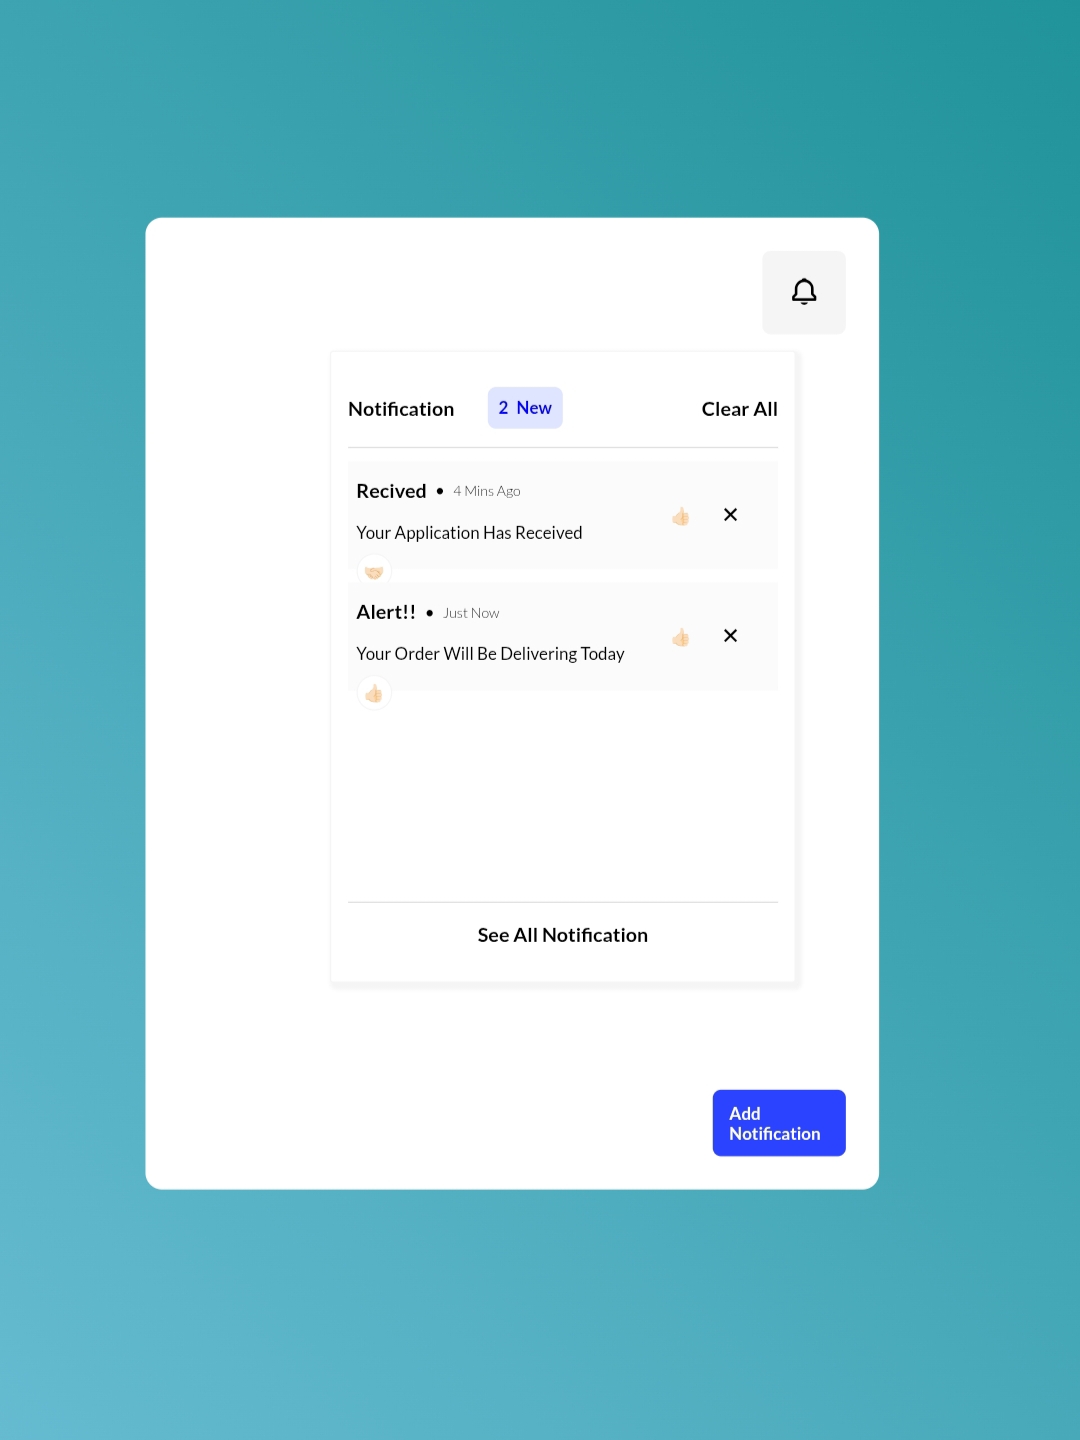 Notification 2 New Clear All
Recived • 4 Mins Ago
Your Application Has Received
Alert!! • Just Now
Your Order Will Be Delivering Today
See All Notification
Add
Notification